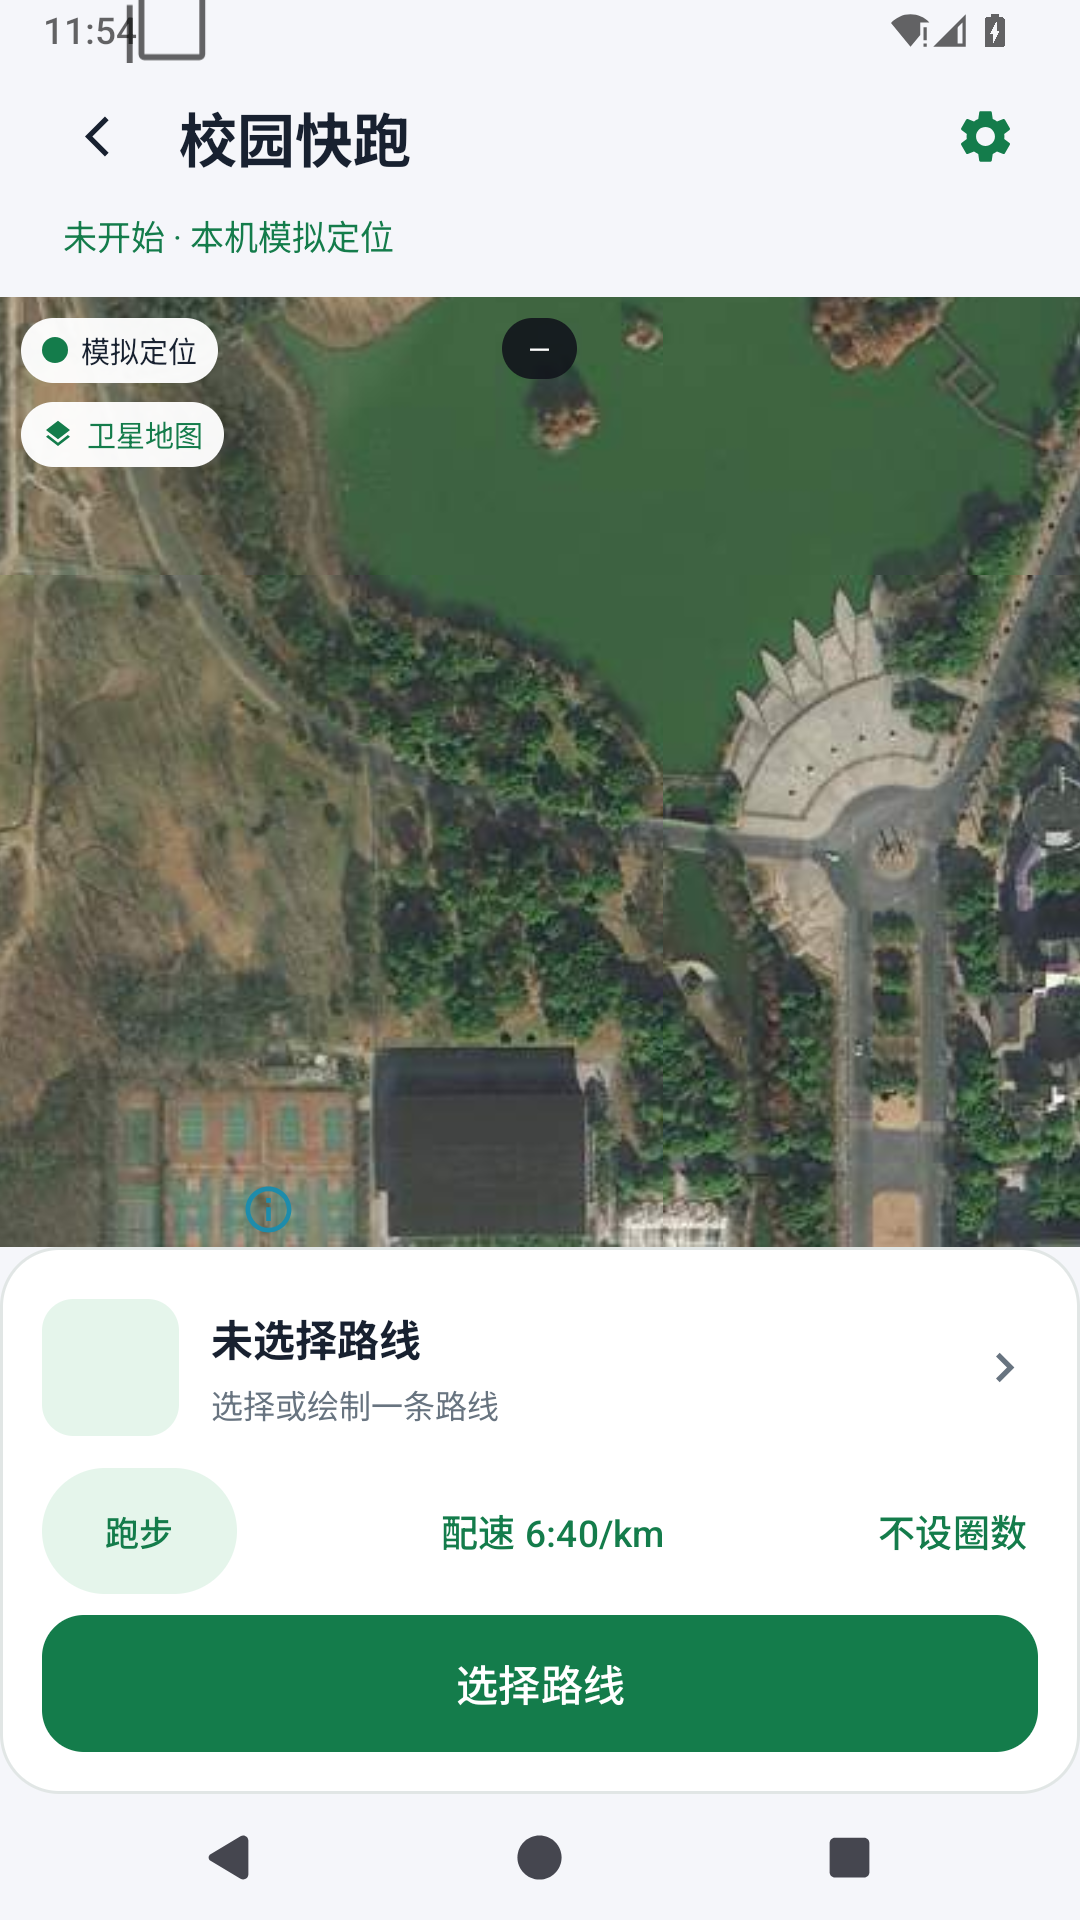 11:54
校园快跑
未开始 · 本机模拟定位
模拟定位
–
卫星地图
未选择路线
选择或绘制一条路线
跑步
配速 6:40/km
不设圈数
选择路线